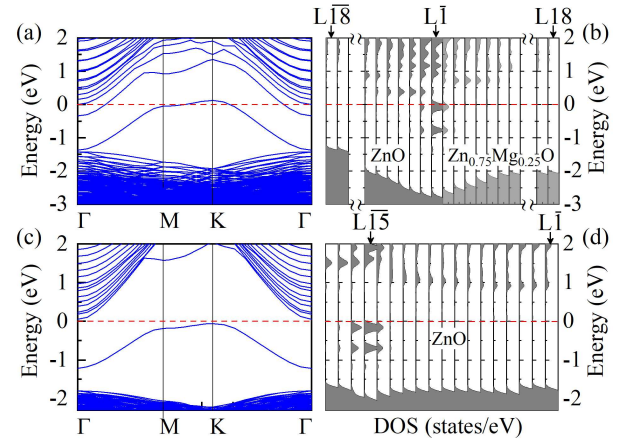 L1̅8̅ L1̅ L18
(a) (b)
2 2
1 1
0 0
-1 -1
-2 -2
-3 -3
Energy (eV) Energy (eV)
ZnO Zn0.75Mg0.25O
Γ M K Γ
L1̅5̅ L1̅
(c) (d)
2 2
1 1
0 0
-1 -1
-2 -2
Energy (eV) Energy (eV)
ZnO
Γ M K Γ DOS (states/eV)